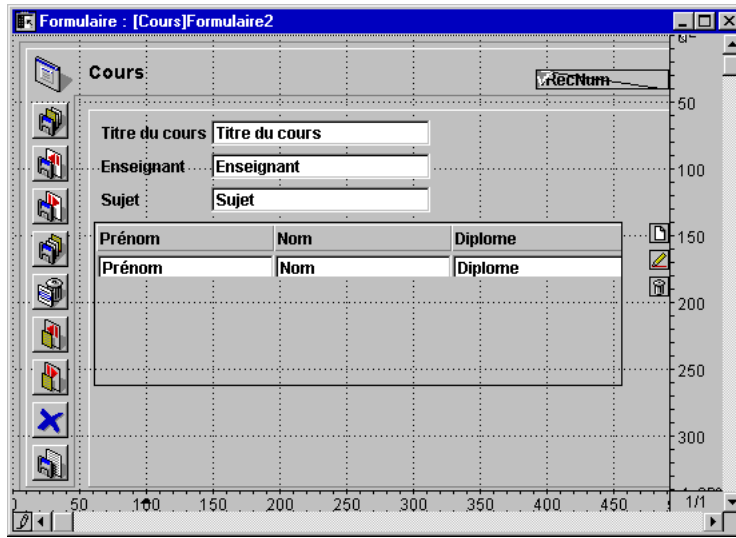 Formulaire : [Cours]Formulaire2
Cours
RecNum
50
Titre du cours Titre du cours
Enseignant Enseignant
100
Sujet Sujet
Prénom Nom Diplome
150
Prénom Nom Diplome
200
250
300
50 100 150 200 250 300 350 400 450
1/1